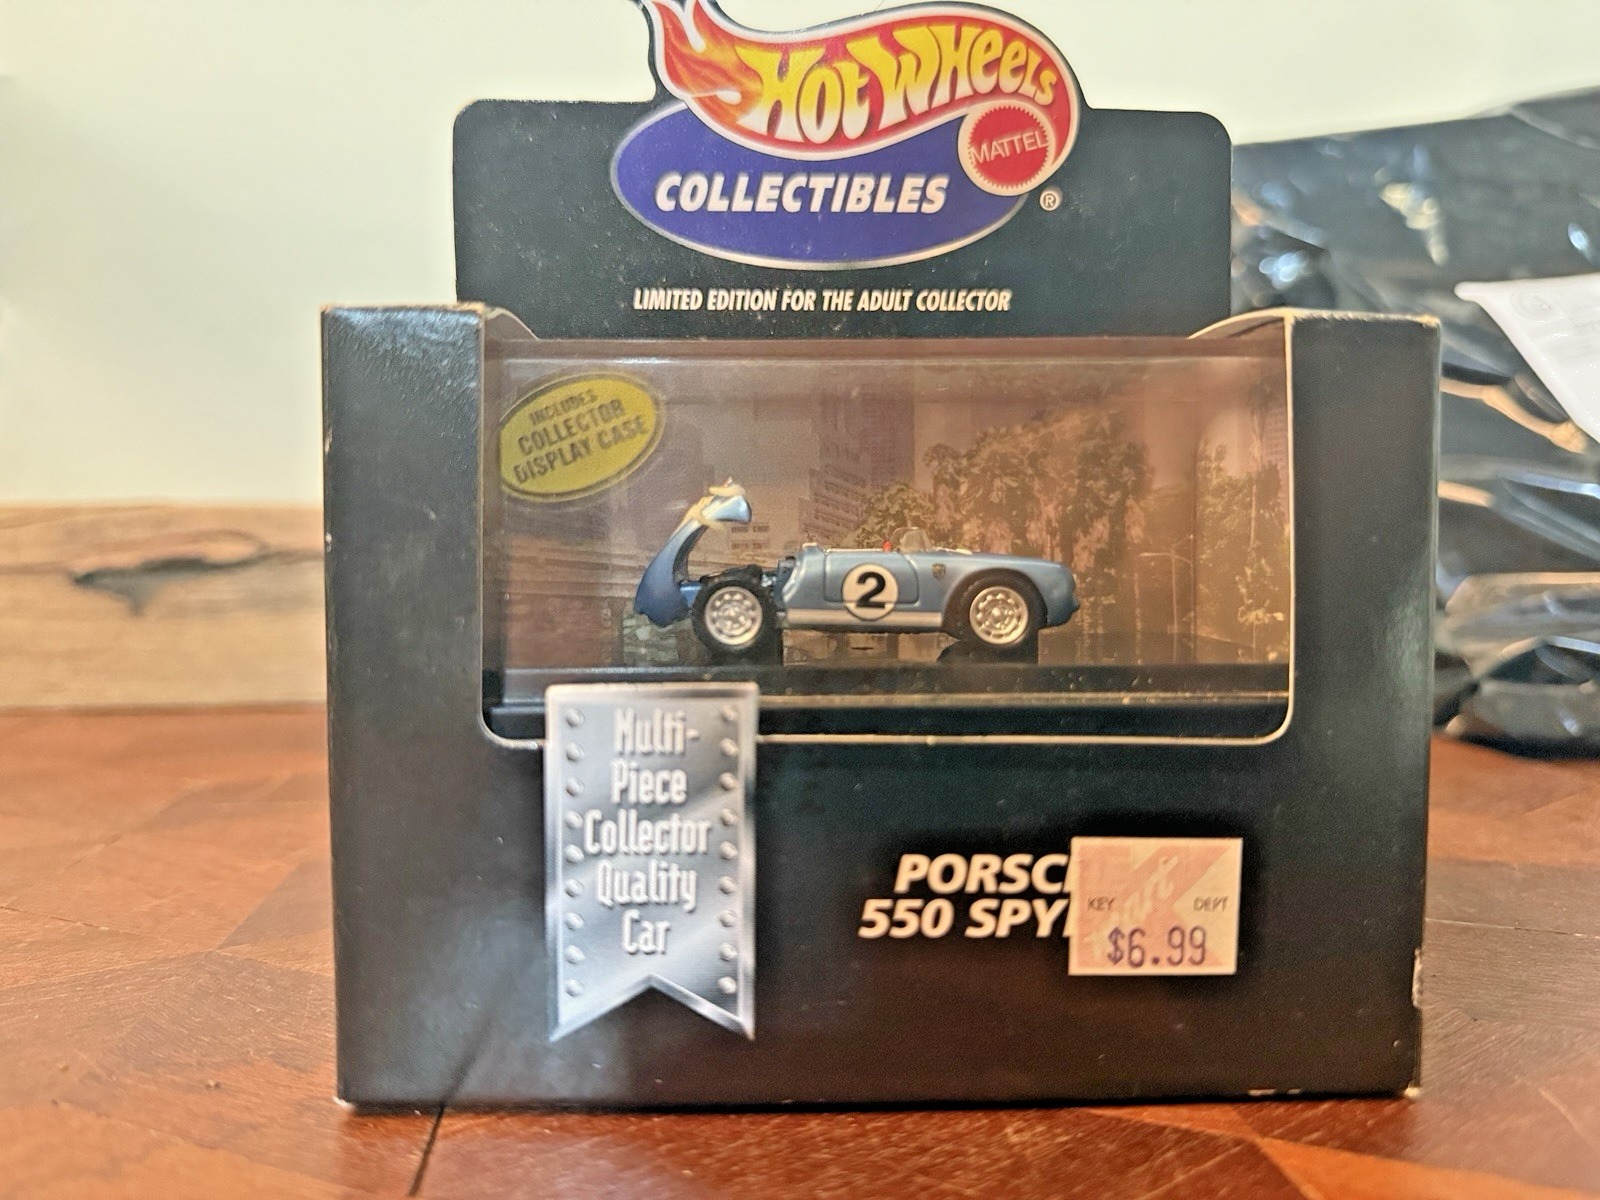 HOT WHEELS
MATTEL
COLLECTIBLES
®
LIMITED EDITION FOR THE ADULT COLLECTOR
INCLUDES
COLLECTOR
DISPLAY CASE
2
Multi-
Piece
Collector
Quality
Car
PORSC
550 SPY
KEY DEPT
$6.99